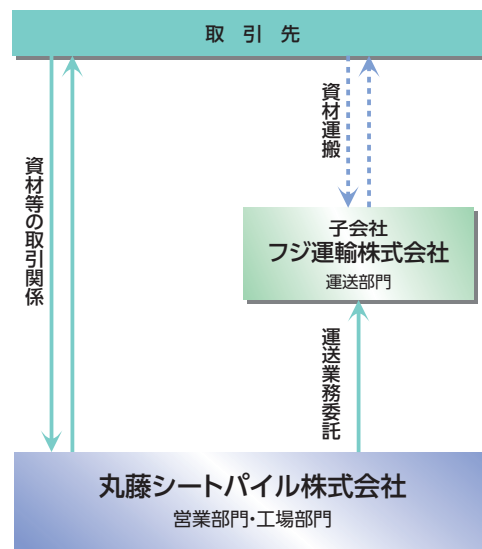 取引先
資材運搬
資材等の取引関係
子会社
フジ運輸株式会社
運送部門
運送業務委託
丸藤シートパイル株式会社
営業部門・工場部門